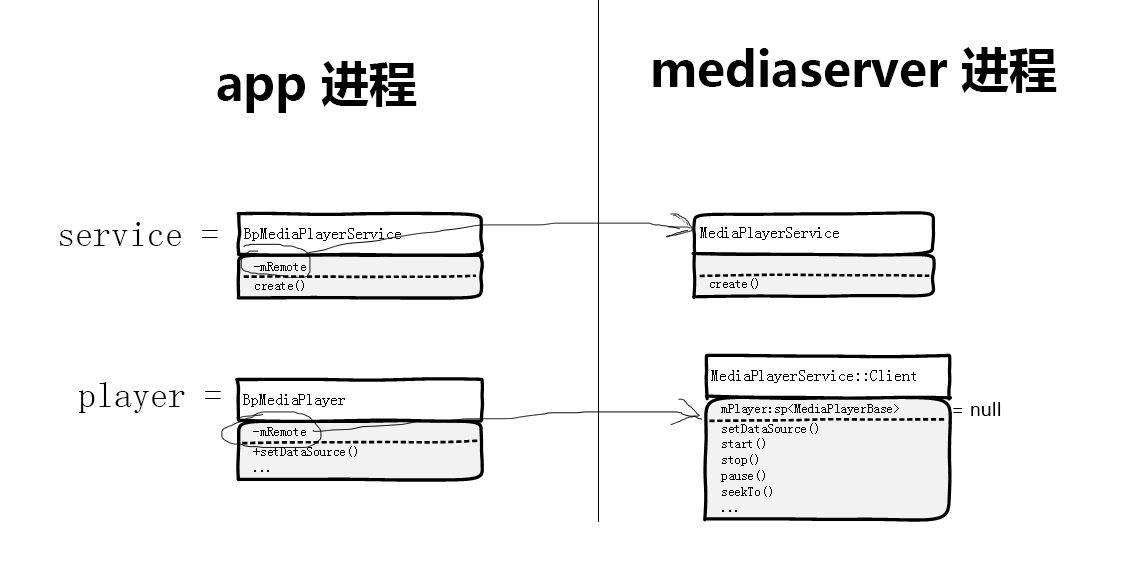 app 进程
mediaserver 进程
service =
BpMediaPlayerService
-mRemote
create()
MediaPlayerService
create()
player =
BpMediaPlayer
-mRemote
+setDataSource()
...
MediaPlayerService::Client
mPlayer:sp<MediaPlayerBase>
= null
setDataSource()
start()
stop()
pause()
seekTo()
...